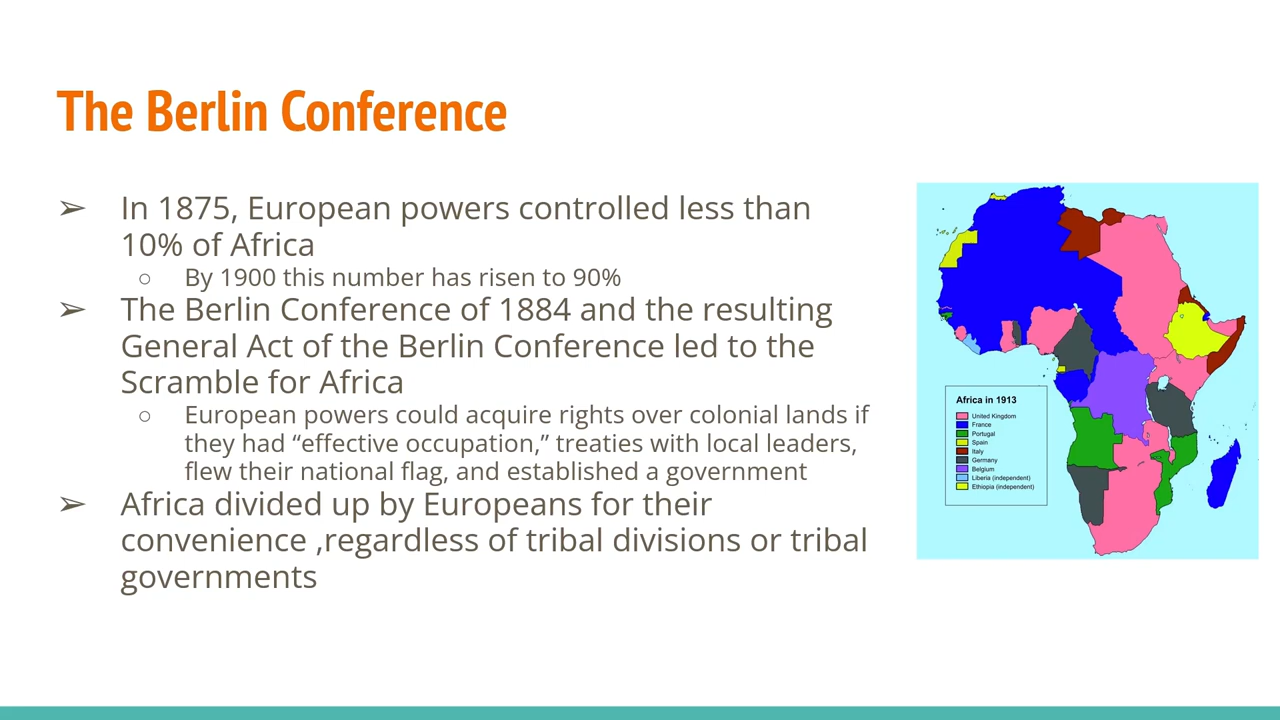 The Berlin Conference
➢ In 1875, European powers controlled less than
10% of Africa
○ By 1900 this number has risen to 90%
➢ The Berlin Conference of 1884 and the resulting
General Act of the Berlin Conference led to the
Scramble for Africa
○ European powers could acquire rights over colonial lands if
they had “effective occupation,” treaties with local leaders,
flew their national flag, and established a government
➢ Africa divided up by Europeans for their
convenience ,regardless of tribal divisions or tribal
governments
Africa in 1913
United Kingdom
France
Portugal
Spain
Italy
Germany
Belgium
Liberia (independent)
Ethiopia (independent)